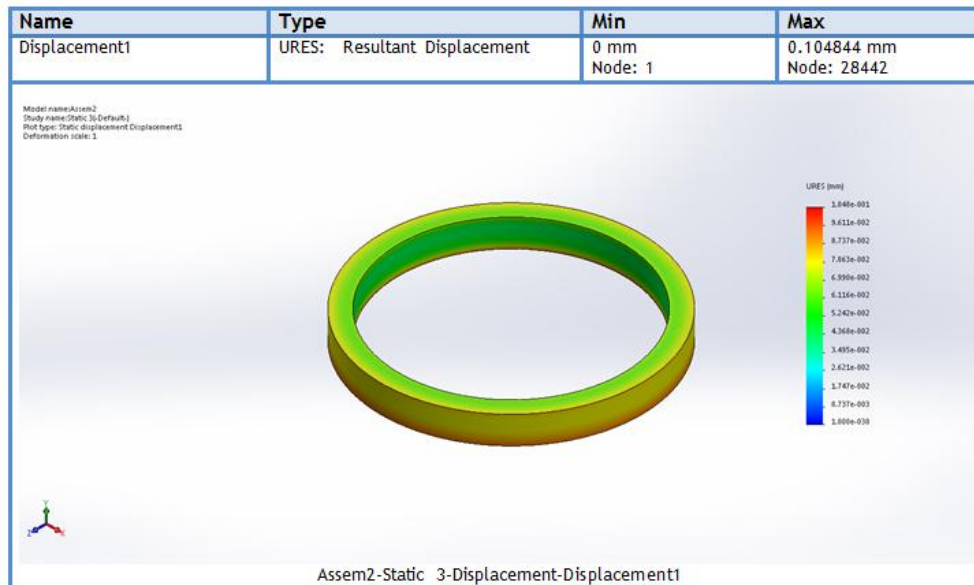 Name Type Min Max
Displacement1 URES: Resultant Displacement 0 mm 0.104844 mm
Node: 1 Node: 28442
Model name:Assem2
Study name:Static 3(-Default-)
Plot type: Static displacement Displacement1
Deformation scale: 1
URES (mm)
1.048e-001
9.611e-002
8.737e-002
7.863e-002
6.990e-002
6.116e-002
5.242e-002
4.368e-002
3.495e-002
2.621e-002
1.747e-002
8.737e-003
1.000e-030
Y
Z X
Assem2-Static 3-Displacement-Displacement1